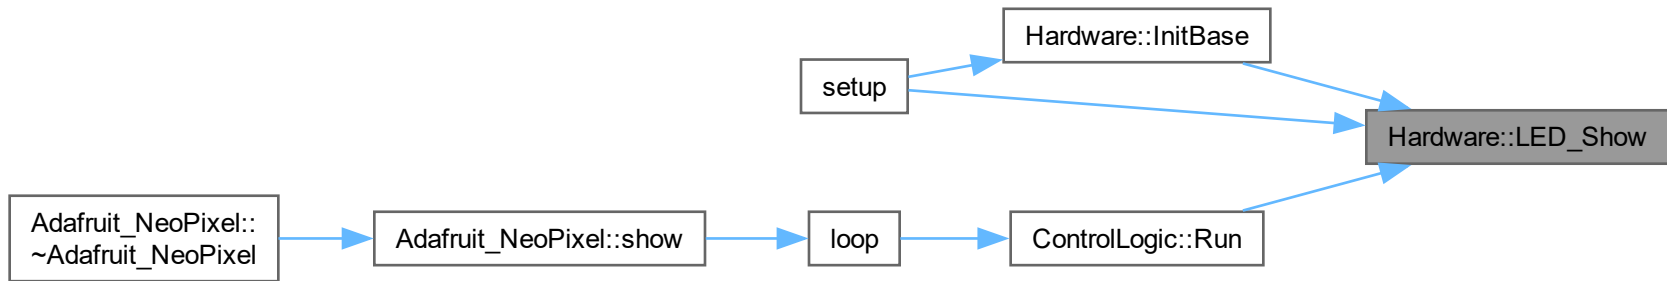 Hardware::InitBase
setup
Hardware::LED_Show
Adafruit_NeoPixel::
~Adafruit_NeoPixel
Adafruit_NeoPixel::show
loop
ControlLogic::Run